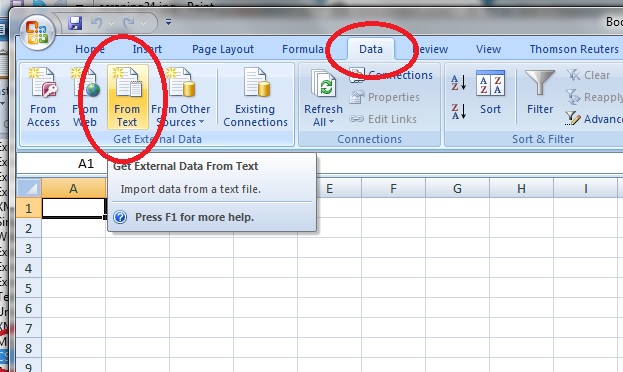 Boo
Home Insert Page Layout Formula Data Review View Thomson Reuters
From Access
From Web
From Text
From Other Sources
Existing Connections
Get External Data
Refresh All
Connections
Properties
Edit Links
Connections
Sort
Filter
Clear
Reapply
Advance
Sort & Filter
A1
Get External Data From Text
Import data from a text file.
Press F1 for more help.
A E F G H I
1
2
3
4
5
6
7
8
9